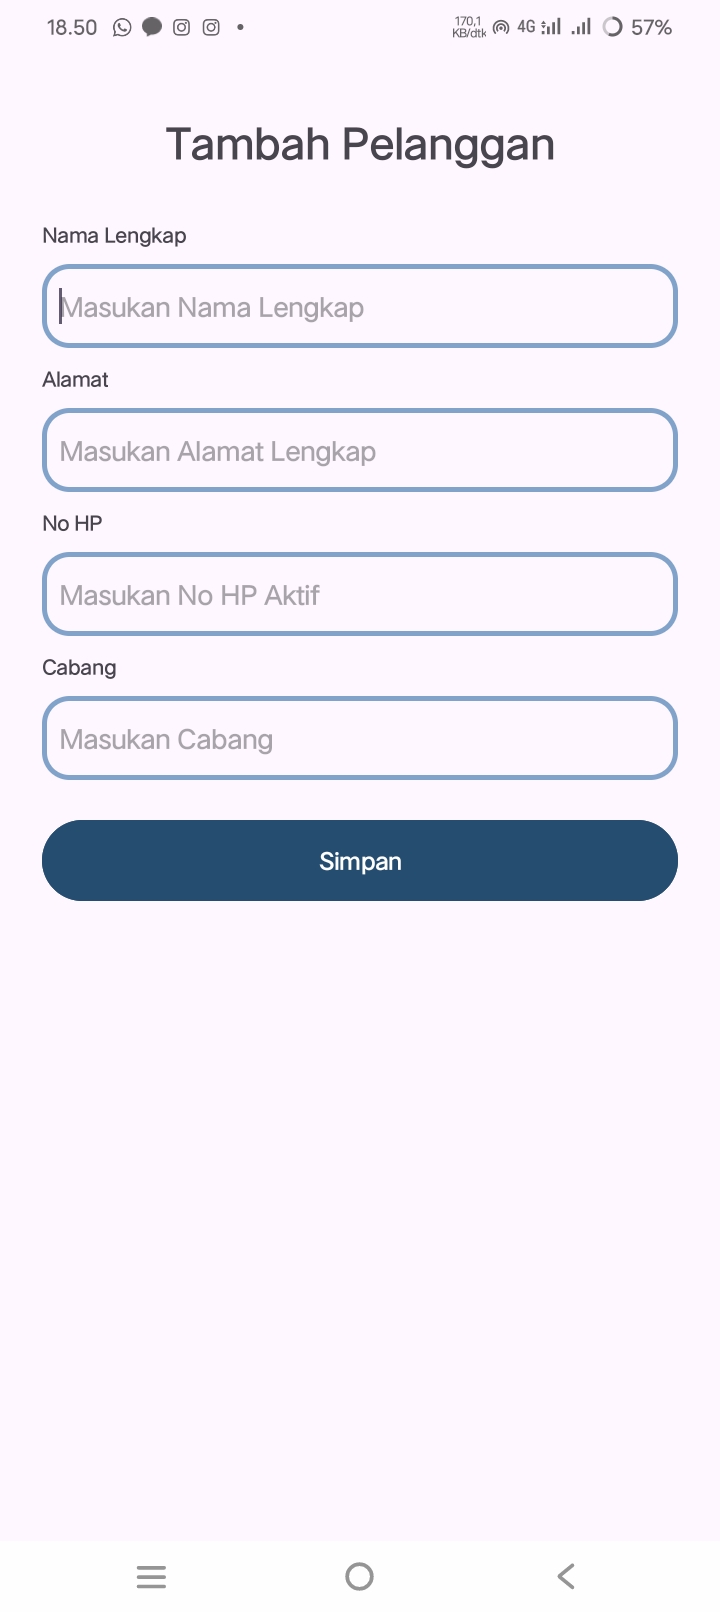 18.50
170,1
KB/dtk
4G
57%
Tambah Pelanggan
Nama Lengkap
Masukan Nama Lengkap
Alamat
Masukan Alamat Lengkap
No HP
Masukan No HP Aktif
Cabang
Masukan Cabang
Simpan